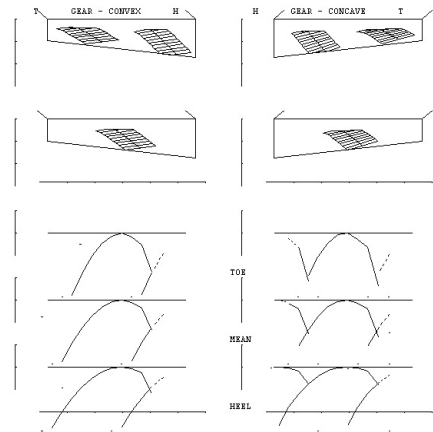 T GEAR - CONVEX H
H GEAR - CONCAVE T
TOE
MEAN
HEEL